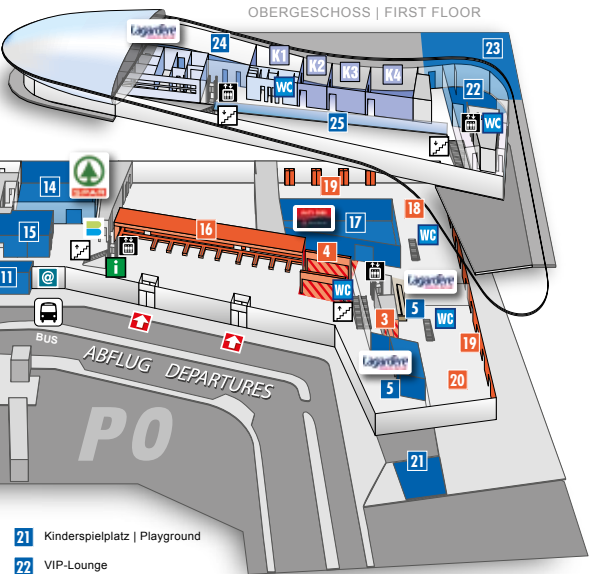 OBERGESCHOSS | FIRST FLOOR
Lagardère
24
K1
K2
K3
K4
WC
23
22
WC
25
14
SPAR
15
11
@
i
16
19
17
18
WC
4
WC
Lagardère
5
WC
3
19
Lagardère
5
20
21
BUS
ABFLUG DEPARTURES
P0
21 Kinderspielplatz | Playground
22 VIP-Lounge